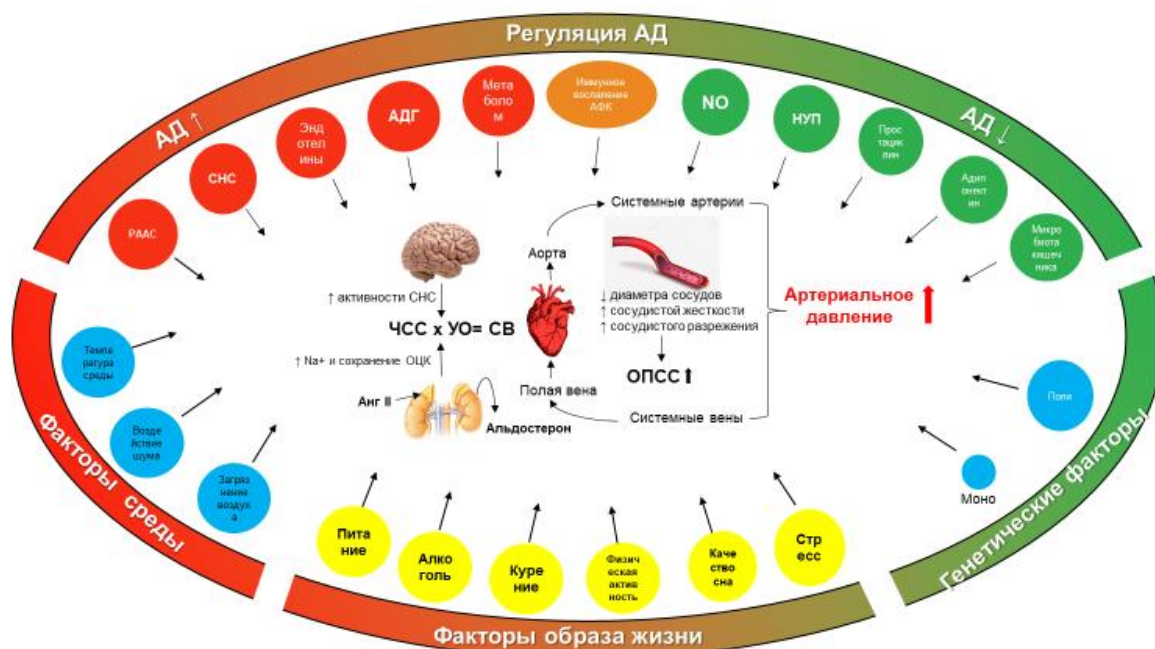 Регуляция АД
АД ↑
АД ↓
РААС
СНС
Энд
отел
ины
АДГ
Мета
боло
м
Иммунное
воспаление
АФК
NO
НУП
Прос
тацик
лин
Адип
онект
ин
Микро
биота
кишеч
ника
Системные артерии
Аорта
↑ активности СНС
ЧСС x УО= СВ
↑ Na+ и сохранение ОЦК
Анг II
Альдостерон
Полая вена
↓ диаметра сосудов
↑ сосудистой жесткости
↑ сосудистого разрежения
ОПСС ⬆
Системные вены
Артериальное
давление ⬆
Темпе
ратура
среды
Возде
йствие
шума
Загряз
нение
воздух
а
Факторы среды
Пита
ние
Алко
голь
Куре
ние
Физич
еская
актив
ность
Каче
ство
сна
Стр
есс
Факторы образа жизни
Поли
Моно
Генетические факторы